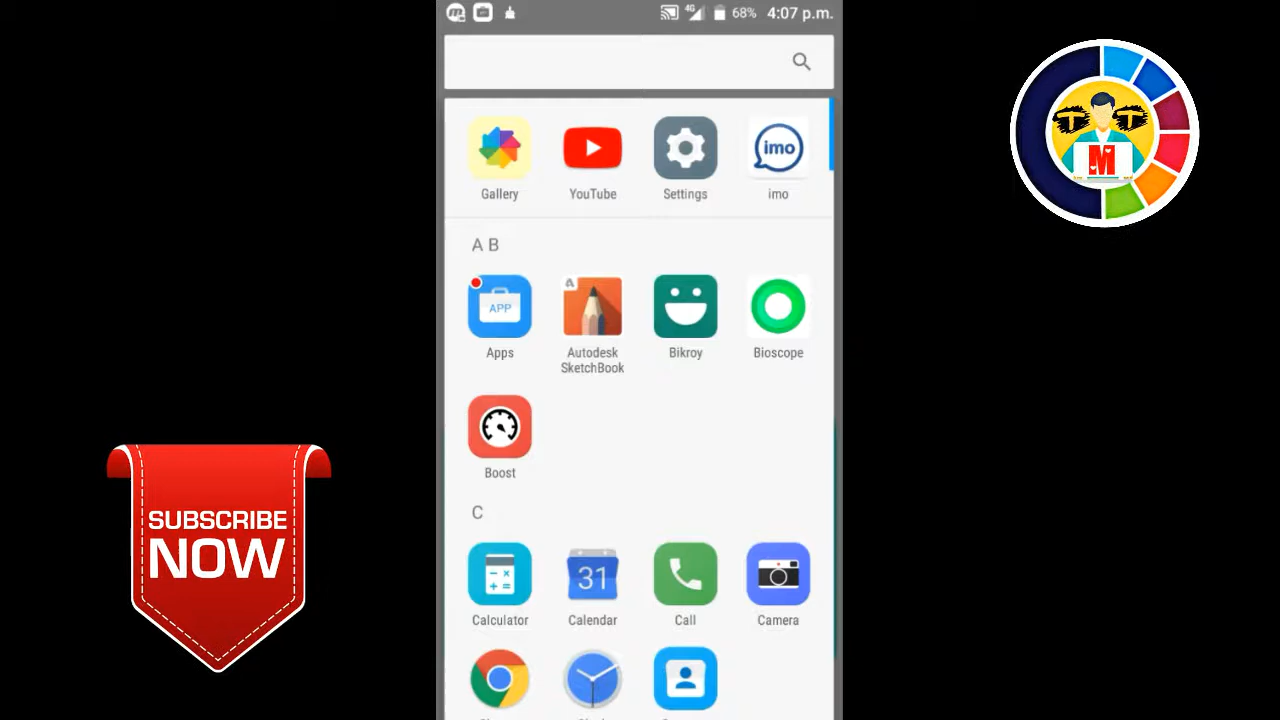 4G 68% 4:07 p.m.
imo
Gallery YouTube Settings imo
A B
APP
Apps Autodesk SketchBook Bikroy Bioscope
Boost
C
31
Calculator Calendar Call Camera
T T
M
SUBSCRIBE
NOW